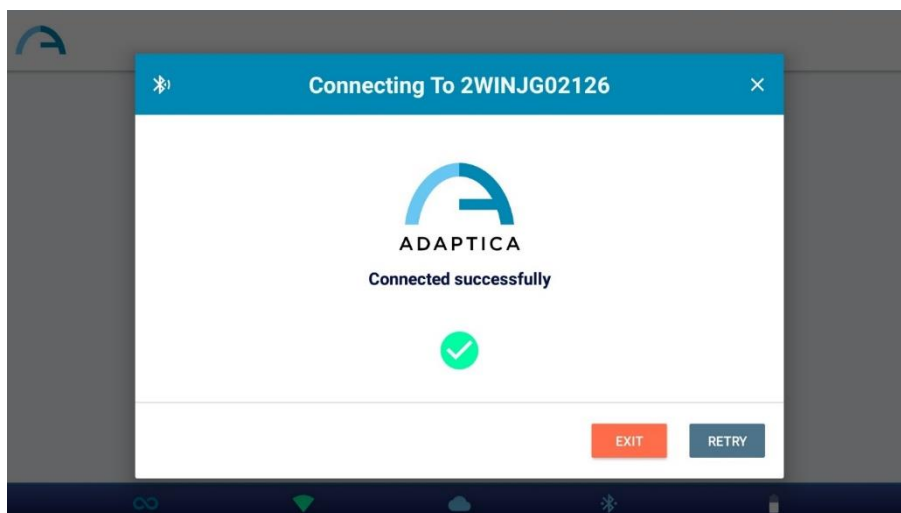 Connecting To 2WINJG02126
ADAPTICA
Connected successfully
EXIT
RETRY